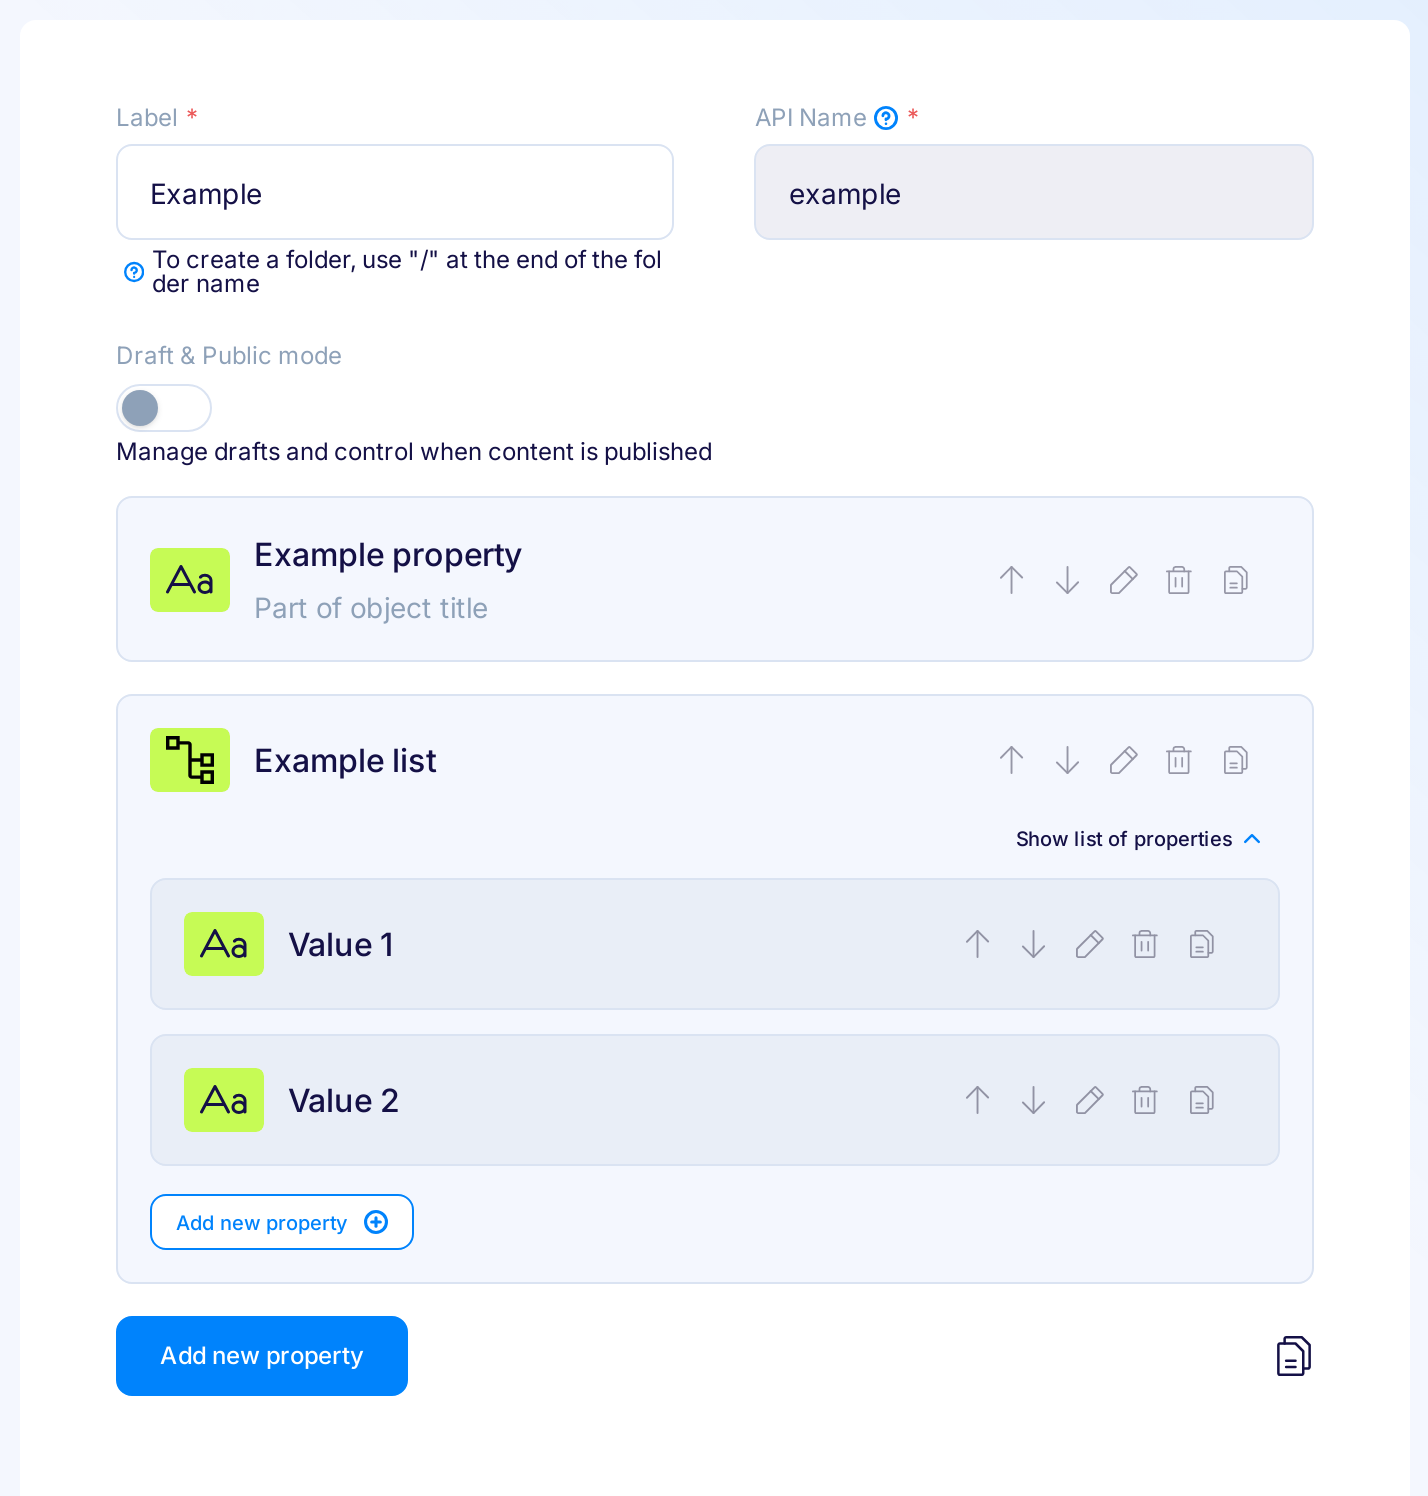 Label *
API Name *
Example
example
To create a folder, use "/" at the end of the fol
der name
Draft & Public mode
Manage drafts and control when content is published
Aa
Example property
Part of object title
Example list
Show list of properties
Aa
Value 1
Aa
Value 2
Add new property
Add new property